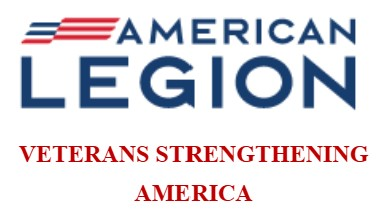 AMERICAN
LEGION
VETERANS STRENGTHENING
AMERICA